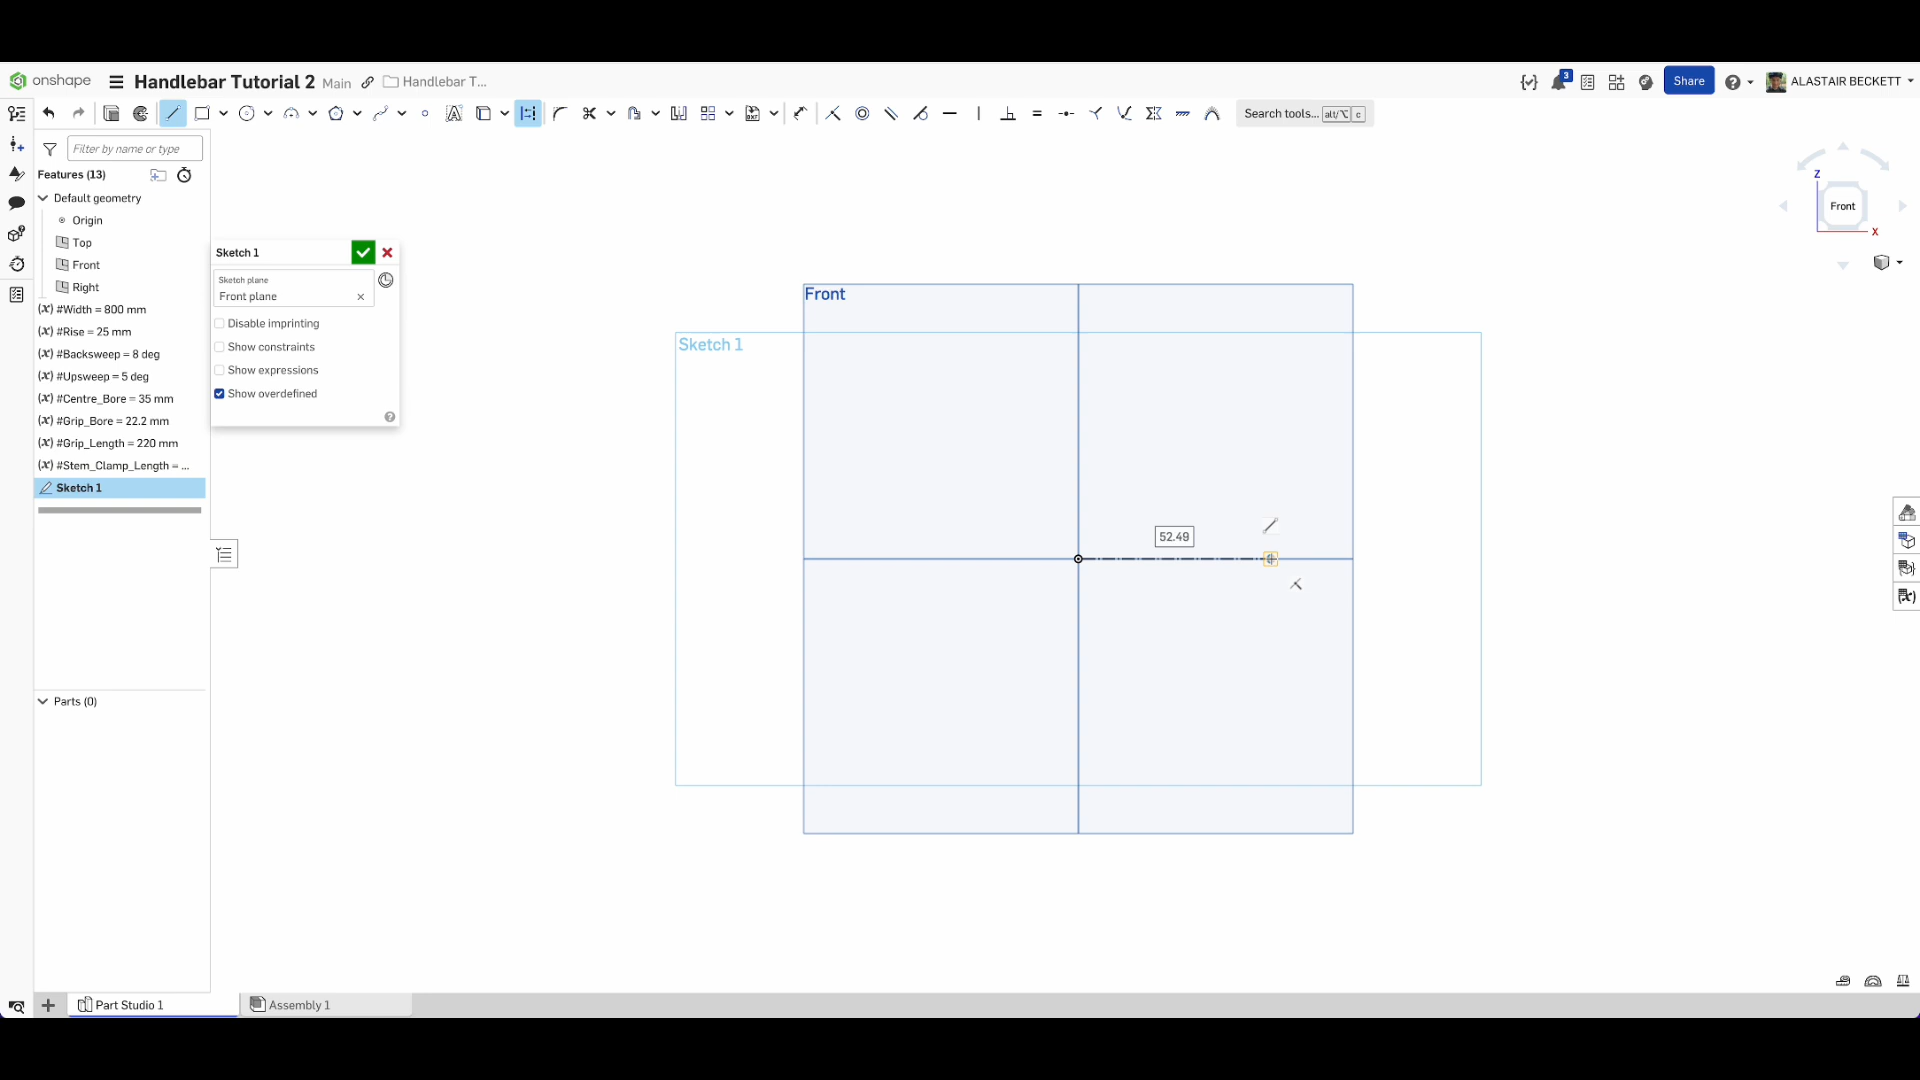 onshape
Handlebar Tutorial 2 Main Handlebar T...
3
Share
ALASTAIR BECKETT
Search tools... alt/⌥ c
Filter by name or type
Features (13)
Default geometry
Origin
Top
Front
Right
(x) #Width = 800 mm
(x) #Rise = 25 mm
(x) #Backsweep = 8 deg
(x) #Upsweep = 5 deg
(x) #Centre_Bore = 35 mm
(x) #Grip_Bore = 22.2 mm
(x) #Grip_Length = 220 mm
(x) #Stem_Clamp_Length = ...
Sketch 1
Parts (0)
Sketch 1
Sketch plane
Front plane
Disable imprinting
Show constraints
Show expressions
Show overdefined
Front
Sketch 1
52.49
Z
Front
X
Part Studio 1
Assembly 1